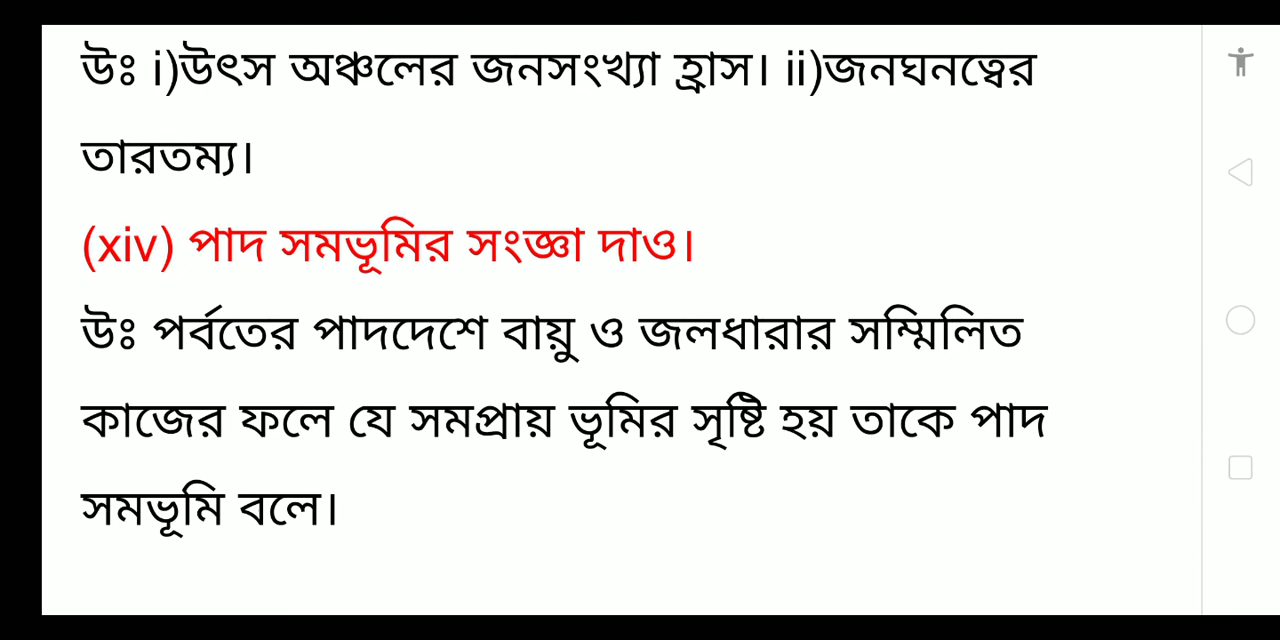 উঃ i)উৎস অঞ্চলের জনসংখ্যা হ্রাস। ii)জনঘনত্বের
তারতম্য।
(xiv) পাদ সমভূমির সংজ্ঞা দাও।
উঃ পর্বতের পাদদেশে বায়ু ও জলধারার সম্মিলিত
কাজের ফলে যে সমপ্রায় ভূমির সৃষ্টি হয় তাকে পাদ
সমভূমি বলে।